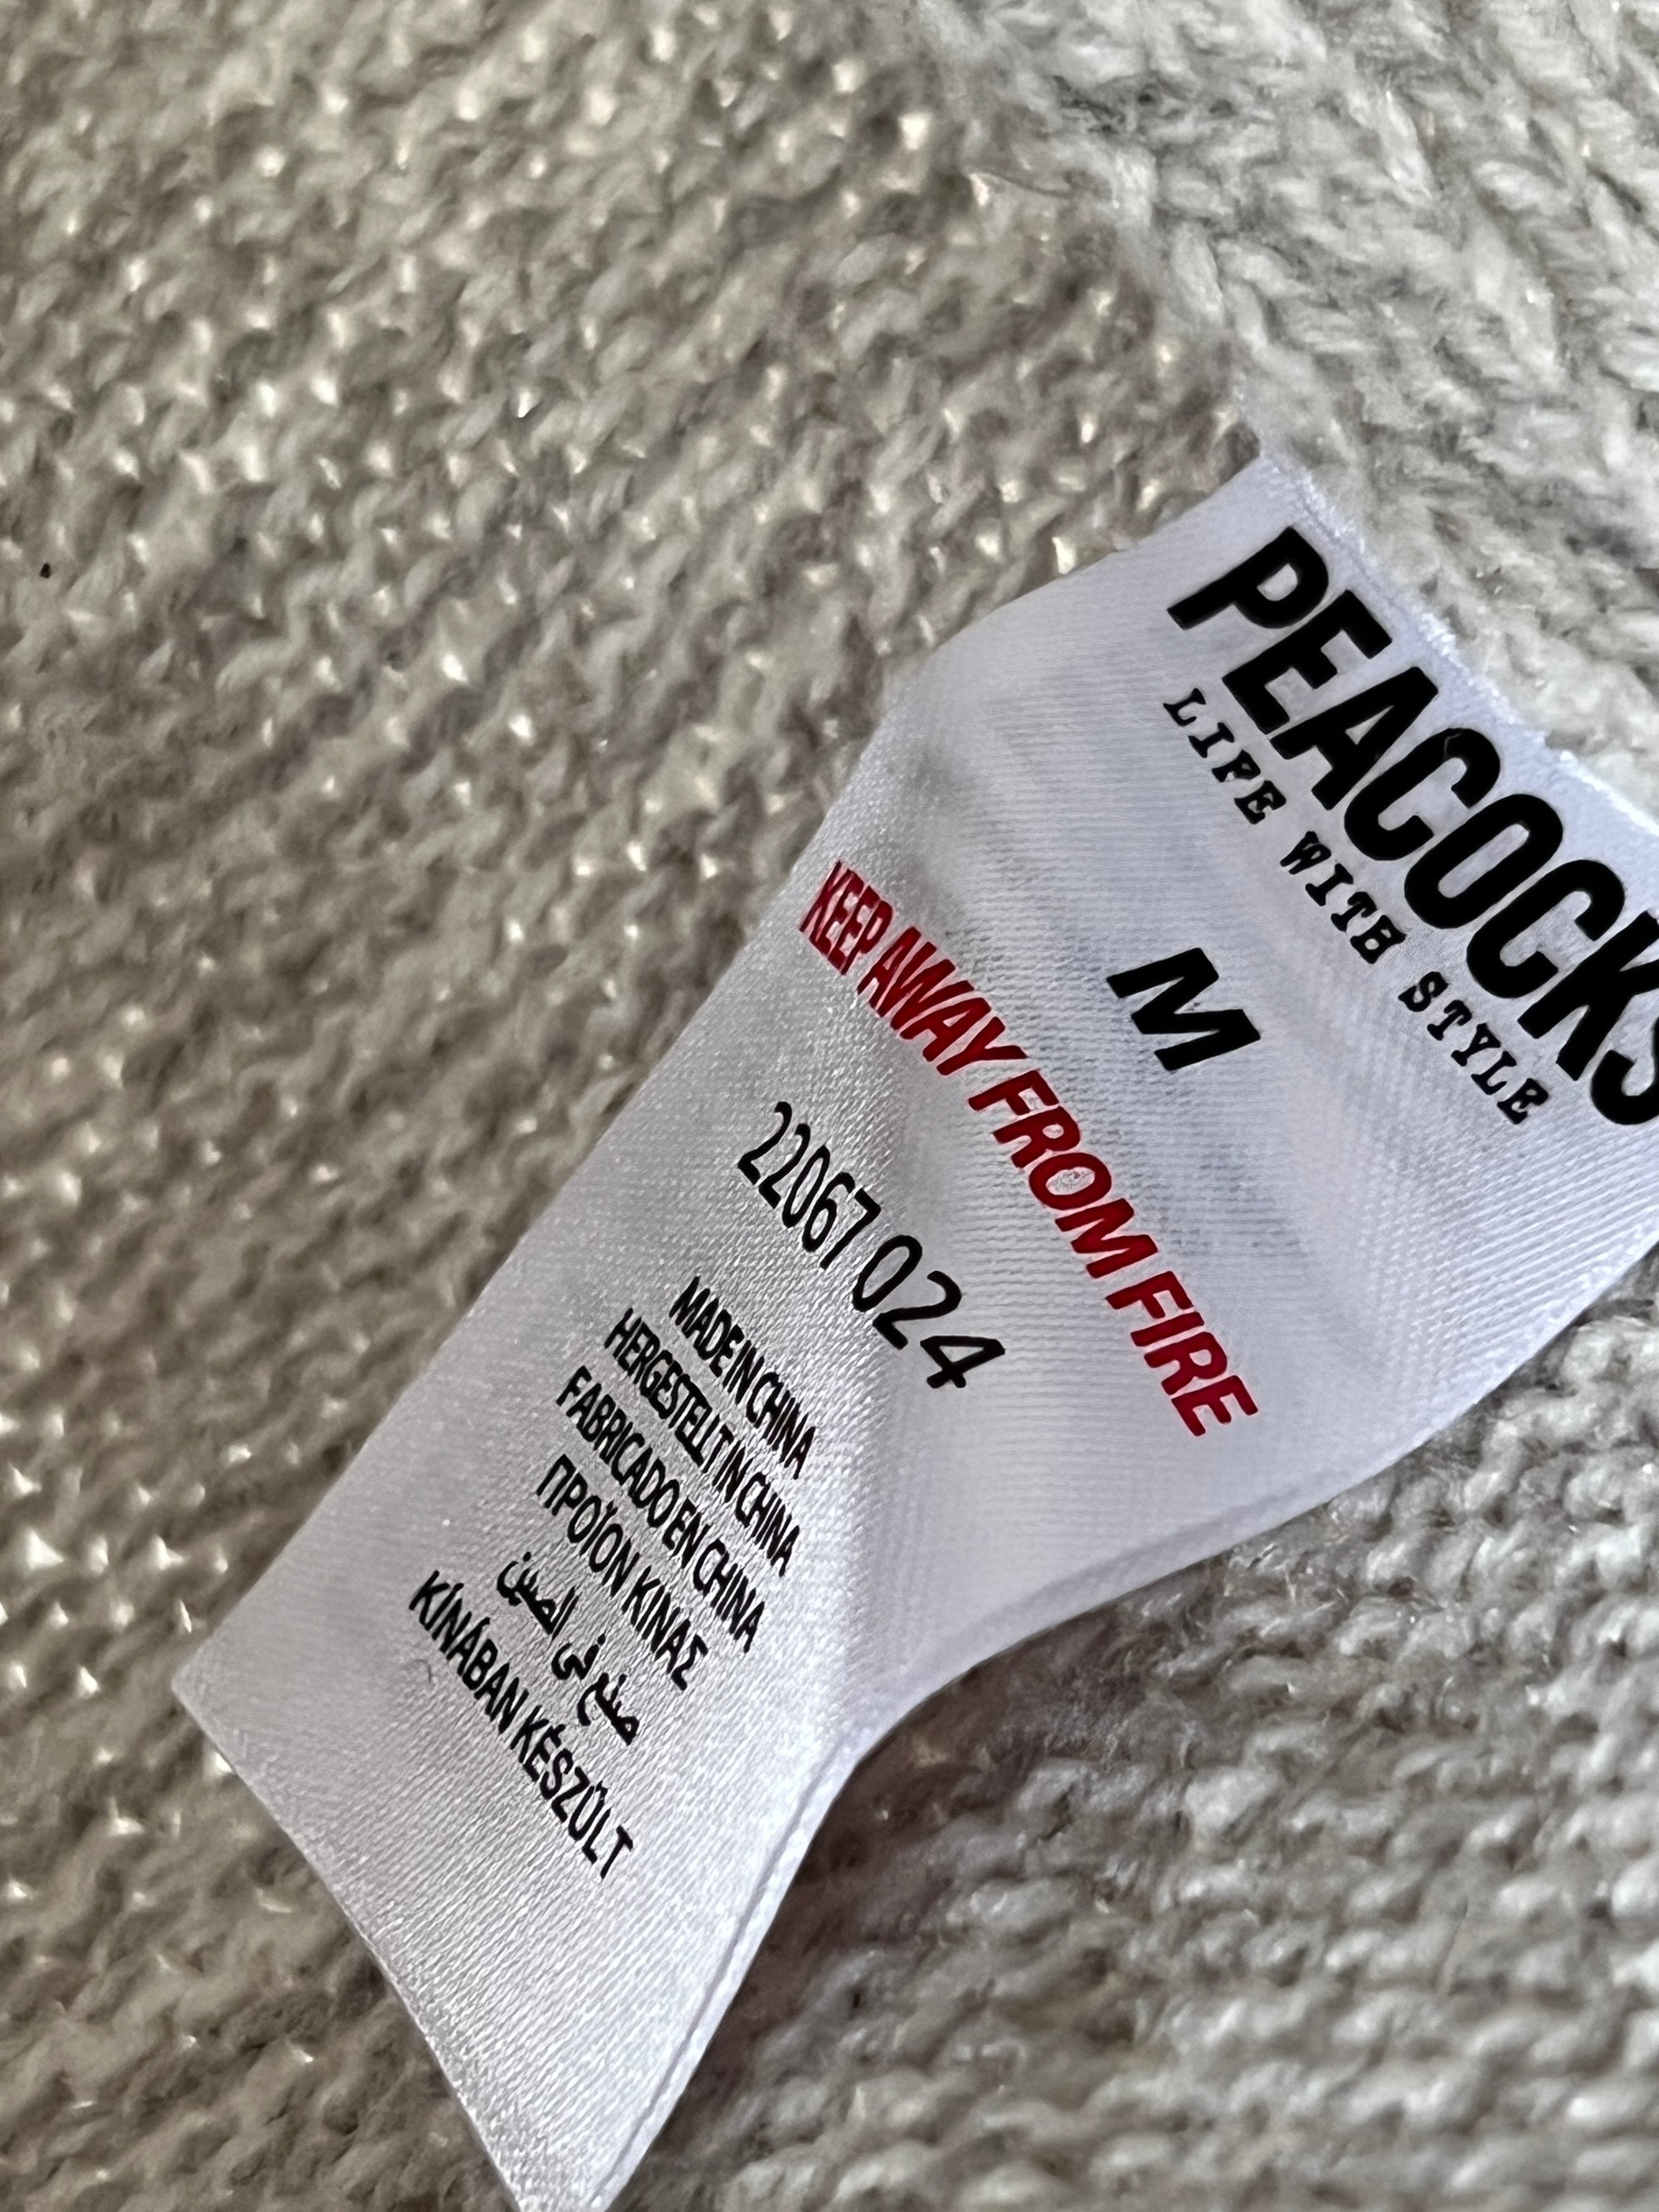 PEACOCKS
LIFE WITH STYLE
M
KEEP AWAY FROM FIRE
22067 024
MADE IN CHINA
HERGESTELLT IN CHINA
FABRICADO EN CHINA
ΠΡΟΪΟΝ ΚΙΝΑΣ
صنع في الصين
KÍNÁBAN KÉSZÜLT